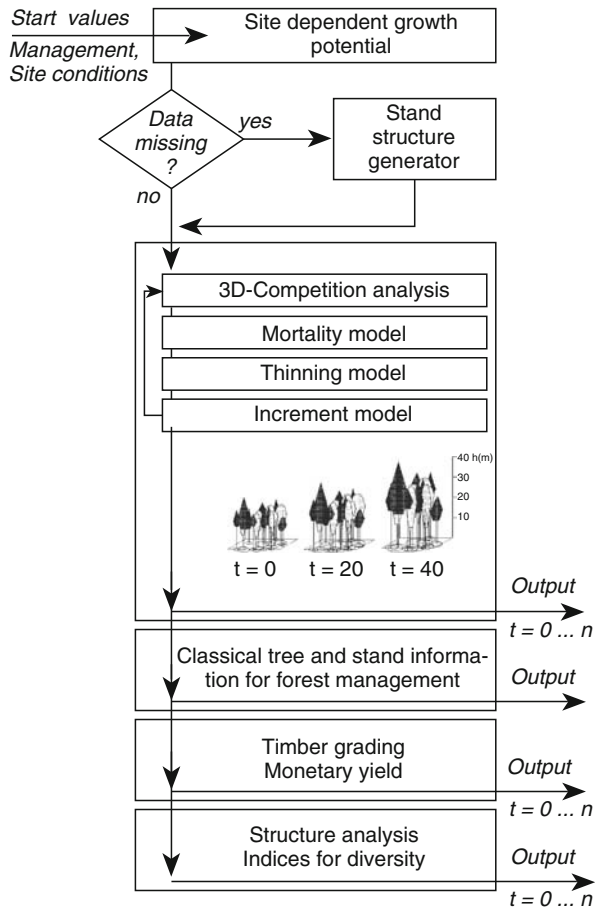 Start values
Management,
Site conditions
Site dependent growth
potential
Data
missing
?
yes
no
Stand
structure
generator
3D-Competition analysis
Mortality model
Thinning model
Increment model
40 h(m)
30
20
10
t = 0
t = 20
t = 40
Output
t = 0 ... n
Classical tree and stand informa-
tion for forest management
Output
Timber grading
Monetary yield
Output
t = 0 ... n
Structure analysis
Indices for diversity
Output
t = 0 ... n